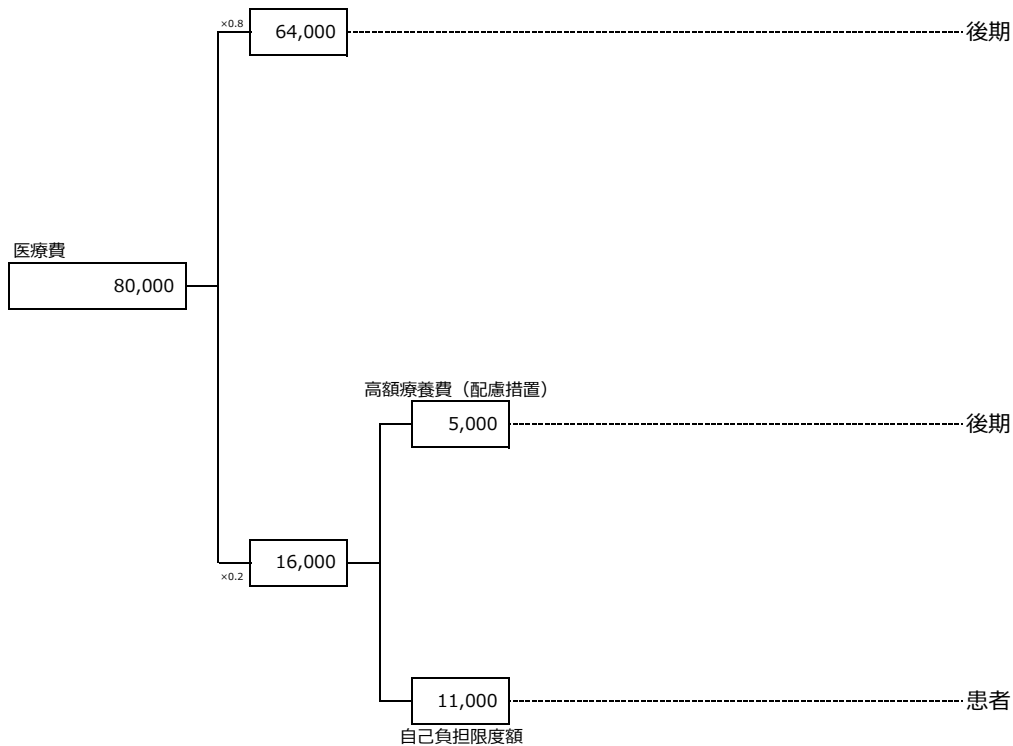 ×0.8
64,000
後期
医療費
80,000
高額療養費（配慮措置）
5,000
後期
16,000
×0.2
11,000
患者
自己負担限度額